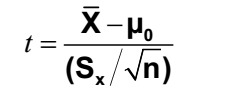 t = (X̄ − μ₀) / (Sₓ/√n)